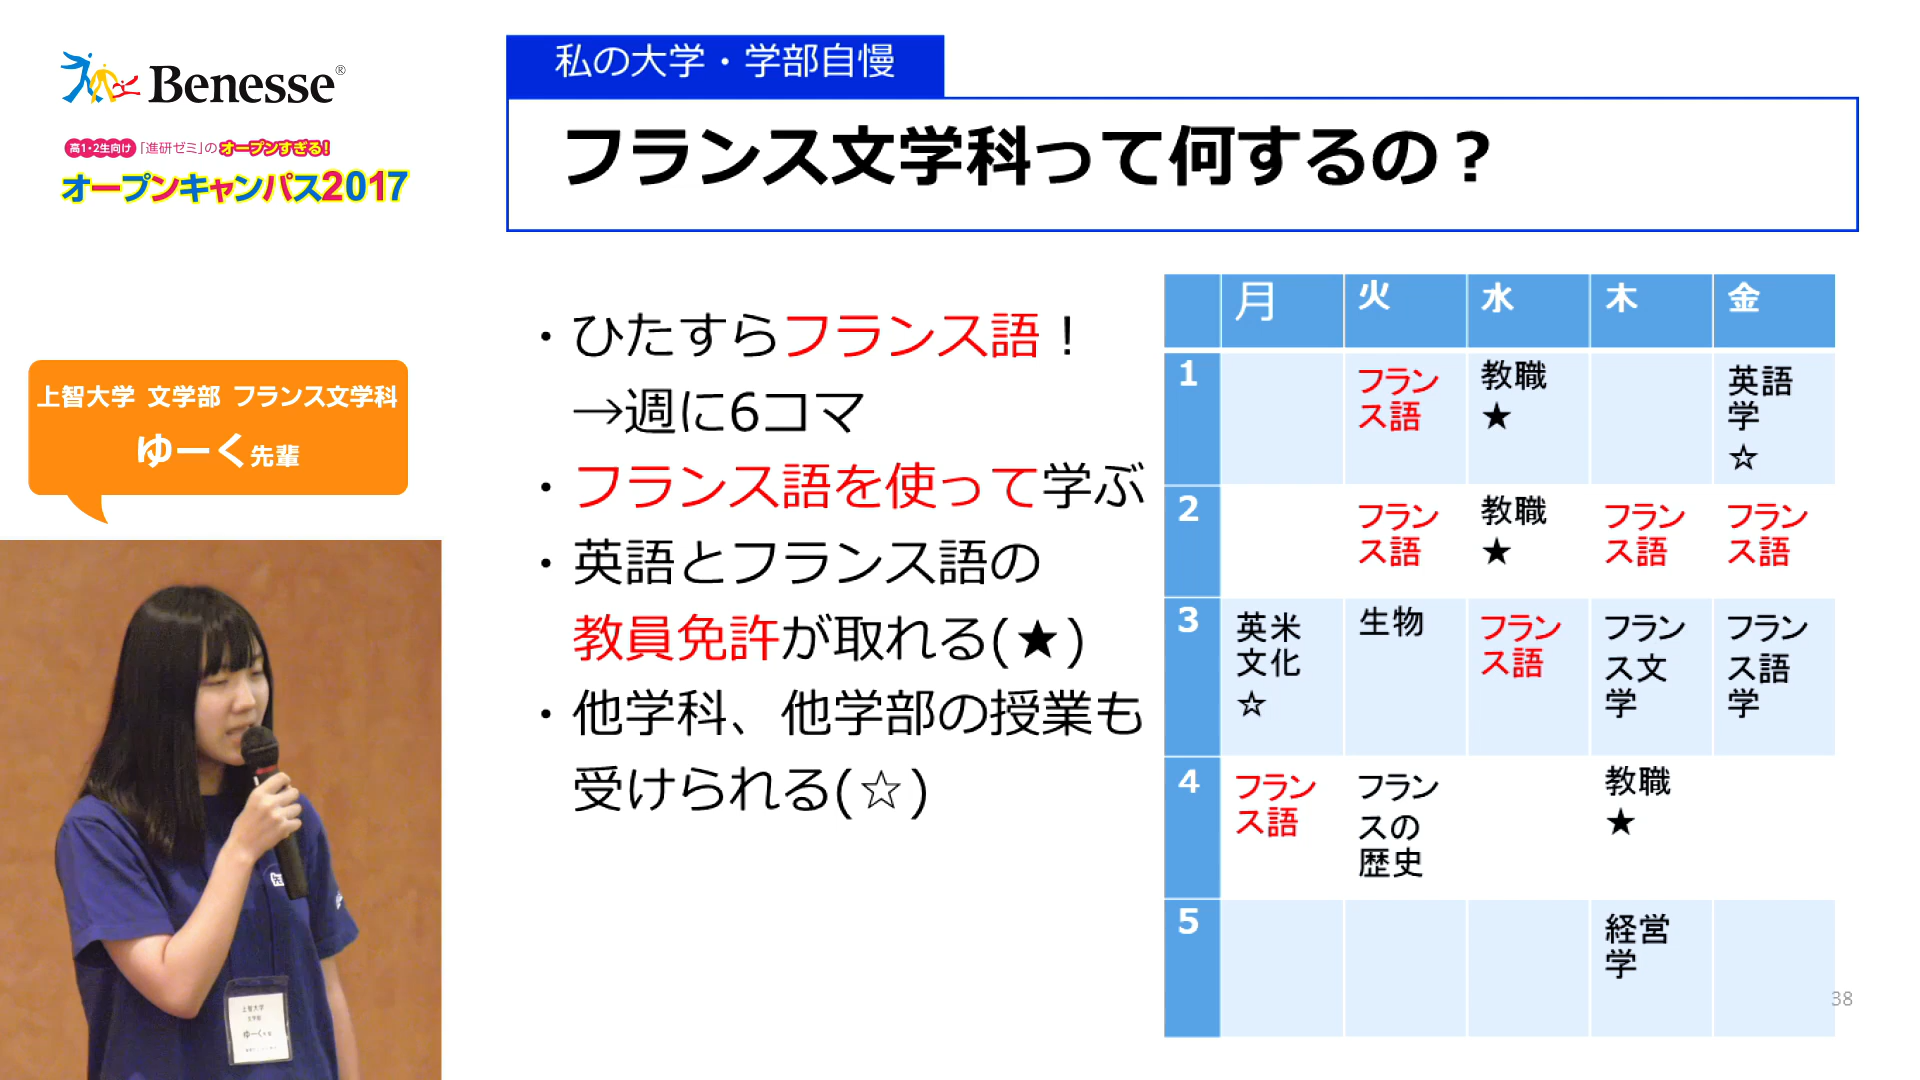 Benesse®
高1・2生向け「進研ゼミ」のオープンすぎる!
オープンキャンパス2017
上智大学 文学部 フランス文学科
ゆーく先輩
私の大学・学部自慢
フランス文学科って何するの？
・ひたすらフランス語！
→週に6コマ
・フランス語を使って学ぶ
・英語とフランス語の
教員免許が取れる(★)
・他学科、他学部の授業も
受けられる(☆)
月 火 水 木 金
1
フラン
ス語
教職
★
英語
学
☆
2
フラン
ス語
教職
★
フラン
ス語
フラン
ス語
3
英米
文化
☆
生物
フラン
ス語
フラン
ス文
学
フラン
ス語
学
4
フラン
ス語
フラン
スの
歴史
教職
★
5
経営
学
38
上智大学
文学部
ゆーく